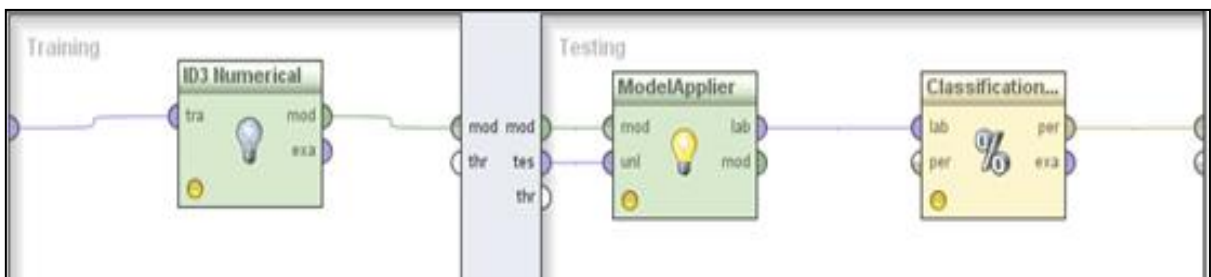 Training
ID3 Numerical
tra mod
exa
mod mod
thr tes
thr
Testing
ModelApplier
mod lab
unl mod
Classification...
lab per
per exa
%